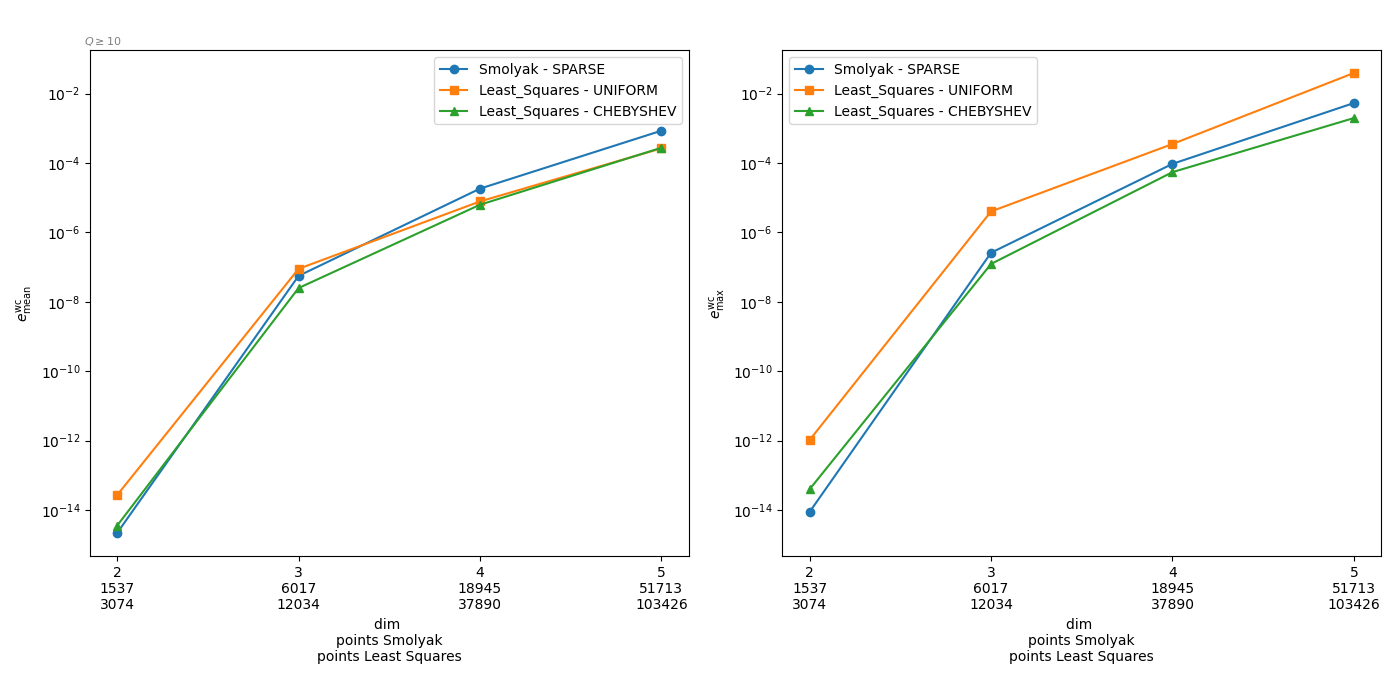 Q ≥ 10
Smolyak - SPARSE
Least_Squares - UNIFORM
Least_Squares - CHEBYSHEV
10⁻²
10⁻⁴
10⁻⁶
10⁻⁸
10⁻¹⁰
10⁻¹²
10⁻¹⁴
e^wc_mean
2 3 4 5
1537 6017 18945 51713
3074 12034 37890 103426
dim
points Smolyak
points Least Squares
Smolyak - SPARSE
Least_Squares - UNIFORM
Least_Squares - CHEBYSHEV
10⁻²
10⁻⁴
10⁻⁶
10⁻⁸
10⁻¹⁰
10⁻¹²
10⁻¹⁴
e^wc_max
2 3 4 5
1537 6017 18945 51713
3074 12034 37890 103426
dim
points Smolyak
points Least Squares